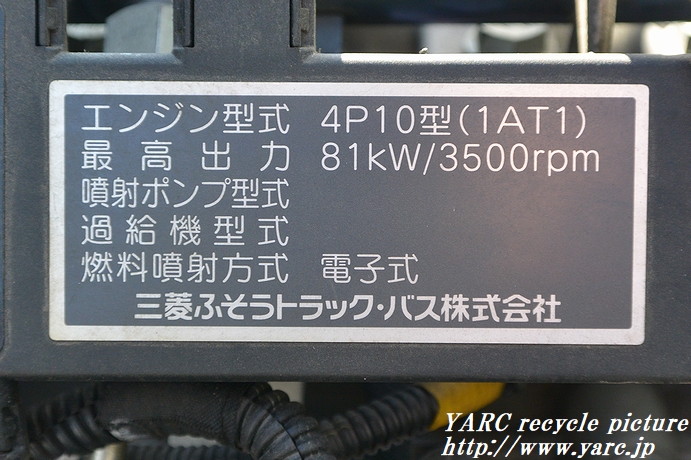 エンジン型式 4P10型(1AT1)
最高出力 81kW/3500rpm
噴射ポンプ型式
過給機型式
燃料噴射方式 電子式
三菱ふそうトラック・バス株式会社
YARC recycle picture
http://www.yarc.jp